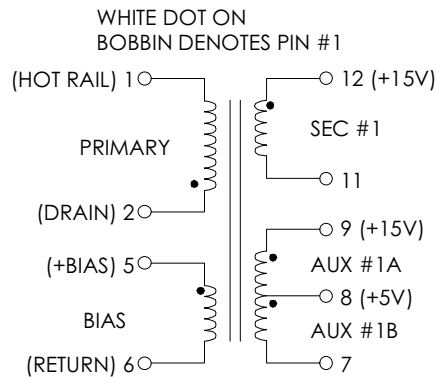 WHITE DOT ON
BOBBIN DENOTES PIN #1
(HOT RAIL) 1
12 (+15V)
PRIMARY
SEC #1
11
(DRAIN) 2
9 (+15V)
(+BIAS) 5
AUX #1A
8 (+5V)
BIAS
AUX #1B
(RETURN) 6
7